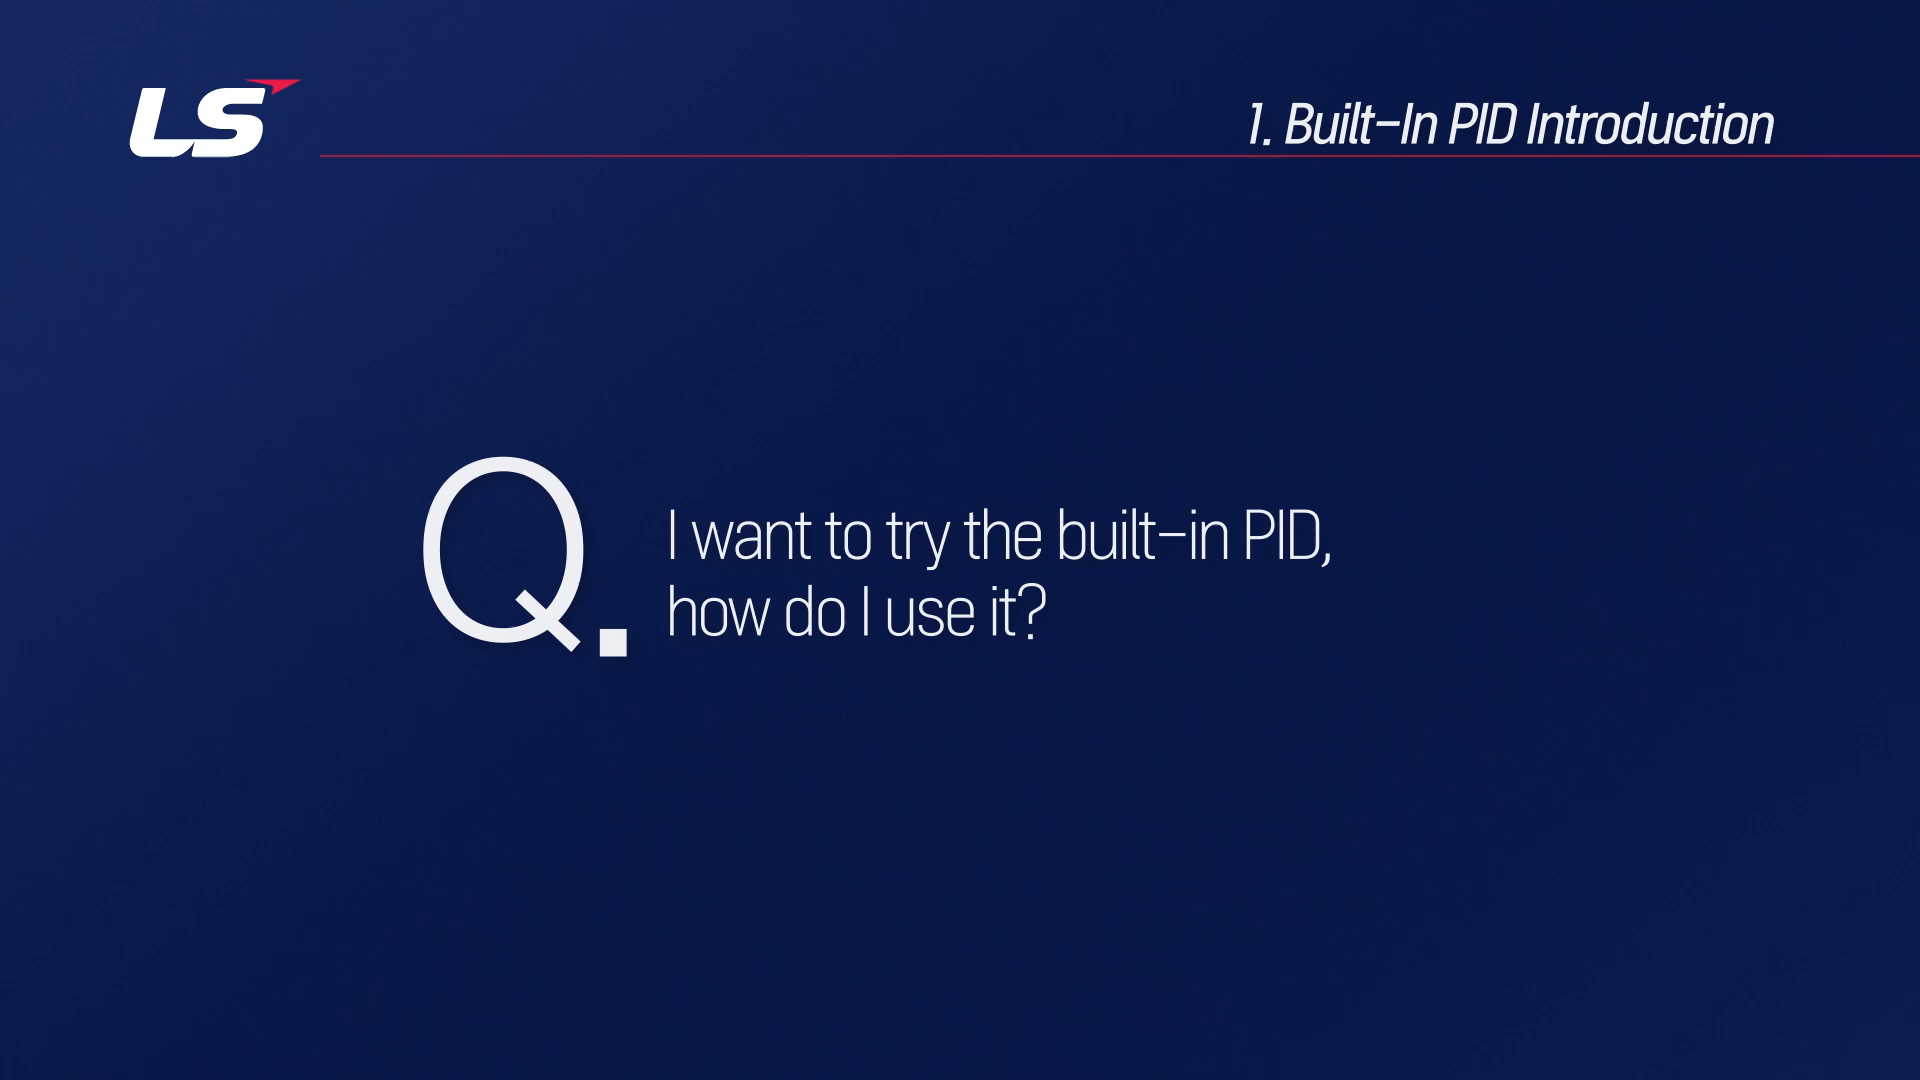 LS
1. Built-In PID Introduction
Q.
I want to try the built-in PID,
how do I use it?